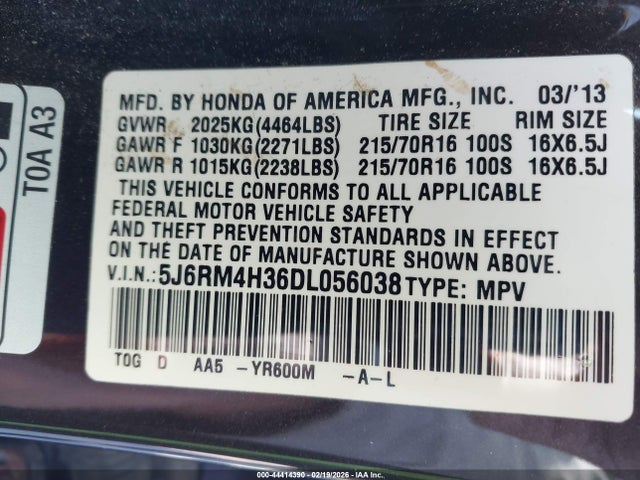 MFD. BY HONDA OF AMERICA MFG., INC. 03/'13
GVWR 2025KG(4464LBS) TIRE SIZE RIM SIZE
GAWR F 1030KG(2271LBS) 215/70R16 100S 16X6.5J
GAWR R 1015KG(2238LBS) 215/70R16 100S 16X6.5J
THIS VEHICLE CONFORMS TO ALL APPLICABLE
FEDERAL MOTOR VEHICLE SAFETY
AND THEFT PREVENTION STANDARDS IN EFFECT
ON THE DATE OF MANUFACTURE SHOWN ABOVE.
V.I.N.: 5J6RM4H36DL056038 TYPE: MPV
TOG D AA5 -YR600M -A-L
T0A A3
000-44414390 - 02/19/2026 - IAA Inc.